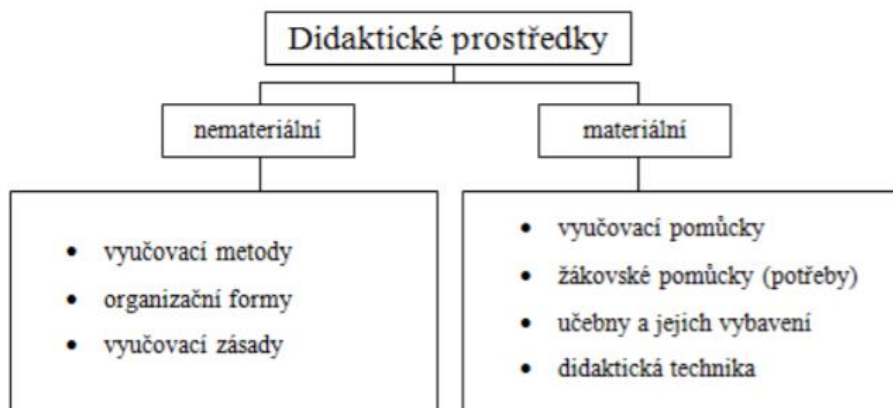 Didaktické prostředky
nemateriální
materiální
• vyučovací metody
• organizační formy
• vyučovací zásady
• vyučovací pomůcky
• žákovské pomůcky (potřeby)
• učebny a jejich vybavení
• didaktická technika